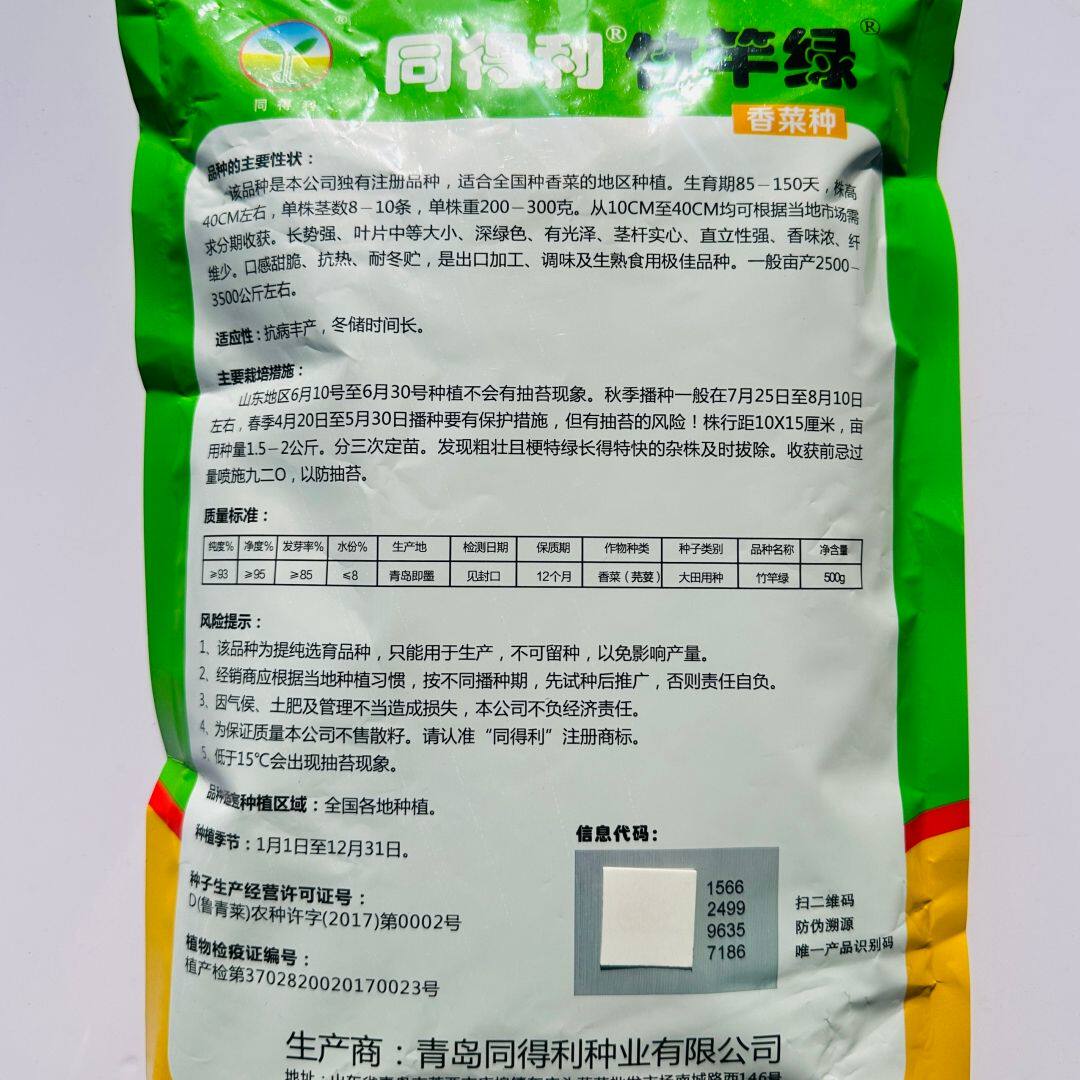 同得利® 竹竿绿®
同得利
香菜种
品种的主要性状：
该品种是本公司独有注册品种，适合全国种香菜的地区种植。生育期85－150天，株高
40CM左右，单株茎数8－10条，单株重200－300克。从10CM至40CM均可根据当地市场需
求分期收获。长势强、叶片中等大小、深绿色、有光泽、茎杆实心、直立性强、香味浓、纤
维少。口感甜脆、抗热、耐冬贮，是出口加工、调味及生熟食用极佳品种。一般亩产2500－
3500公斤左右。
适应性：抗病丰产，冬储时间长。
主要栽培措施：
山东地区6月10号至6月30号种植不会有抽苔现象。秋季播种一般在7月25日至8月10日
左右，春季4月20日至5月30日播种要有保护措施，但有抽苔的风险！株行距10X15厘米，亩
用种量1.5－2公斤。分三次定苗。发现粗壮且梗特绿长得特快的杂株及时拔除。收获前忌过
量喷施九二O，以防抽苔。
质量标准：
纯度% 净度% 发芽率% 水份% 生产地 检测日期 保质期 作物种类 种子类别 品种名称 净含量
≥93 ≥95 ≥85 ≤8 青岛即墨 见封口 12个月 香菜（芫荽） 大田用种 竹竿绿 500g
风险提示：
1、该品种为提纯选育品种，只能用于生产，不可留种，以免影响产量。
2、经销商应根据当地种植习惯，按不同播种期，先试种后推广，否则责任自负。
3、因气侯、土肥及管理不当造成损失，本公司不负经济责任。
4、为保证质量本公司不售散籽。请认准“同得利”注册商标。
5、低于15℃会出现抽苔现象。
品种适宜种植区域：全国各地种植。
种植季节：1月1日至12月31日。
种子生产经营许可证号：
D(鲁青莱)农种许字(2017)第0002号
植物检疫证编号：
植产检第3702820020170023号
信息代码：
1566
2499
9635
7186
扫二维码
防伪溯源
唯一产品识别码
生产商：青岛同得利种业有限公司